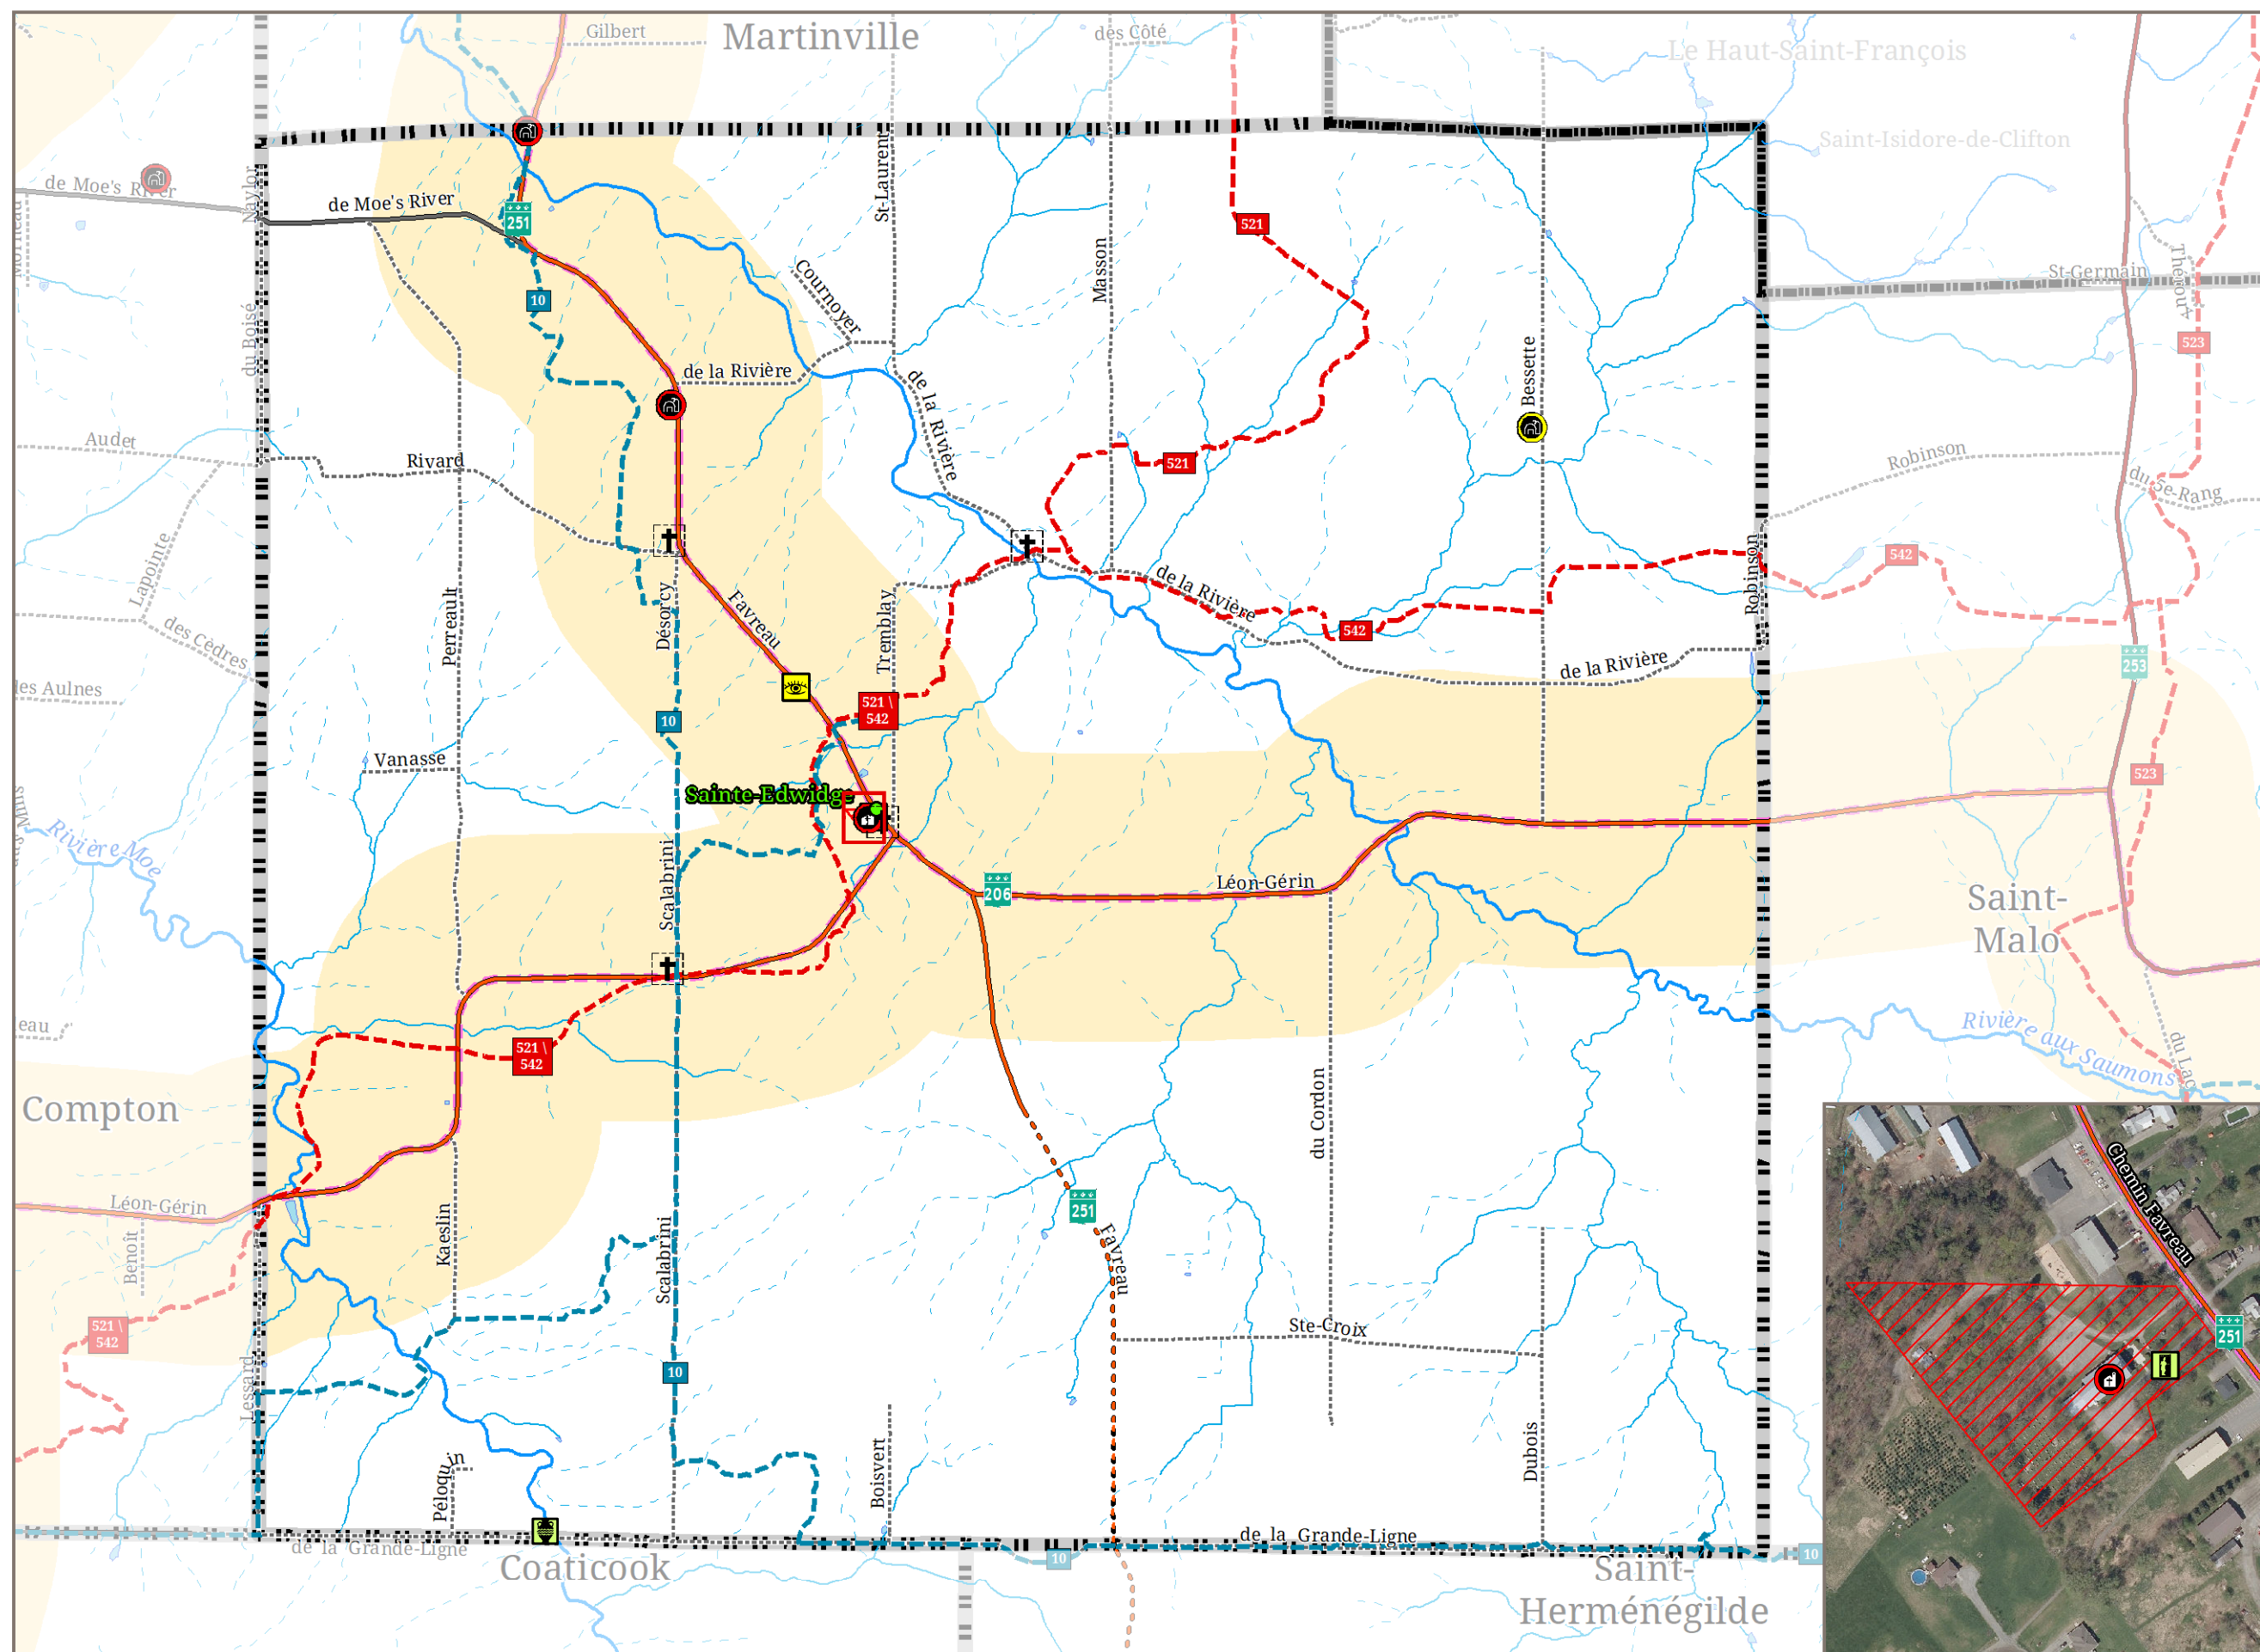 Gilbert
Martinville
des Côté
Le Haut-Saint-François
Saint-Isidore-de-Clifton
de Moe's River
Naylor
de Moe's River
251
St-Laurent
521
Masson
St-Germain
Théroux
10
Cournoyer
du Boisé
523
de la Rivière
Bessette
de la Rivière
Audet
Rivard
521
Robinson
du 5e-Rang
Lapointe
542
Robinson
de la Rivière
des Cèdres
Perreault
Désorcy
Favreau
Tremblay
542
253
de la Rivière
des Aulnes
10
521 \
542
Vanasse
523
Sainte-Edwidge
Rivière Moe
Scalabrini
Léon-Gérin
206
Saint-
Malo
521 \
542
Rivière aux Saumons
du Lac
Compton
du Cordon
Chemin Favreau
Léon-Gérin
Benoît
Kaeslin
Scalabrini
251
Favreau
521 \
542
Ste-Croix
251
Lessard
10
Péloquin
Boisvert
Dubois
de la Grande-Ligne
de la Grande-Ligne
Coaticook
10
10
Saint-
Herménégilde